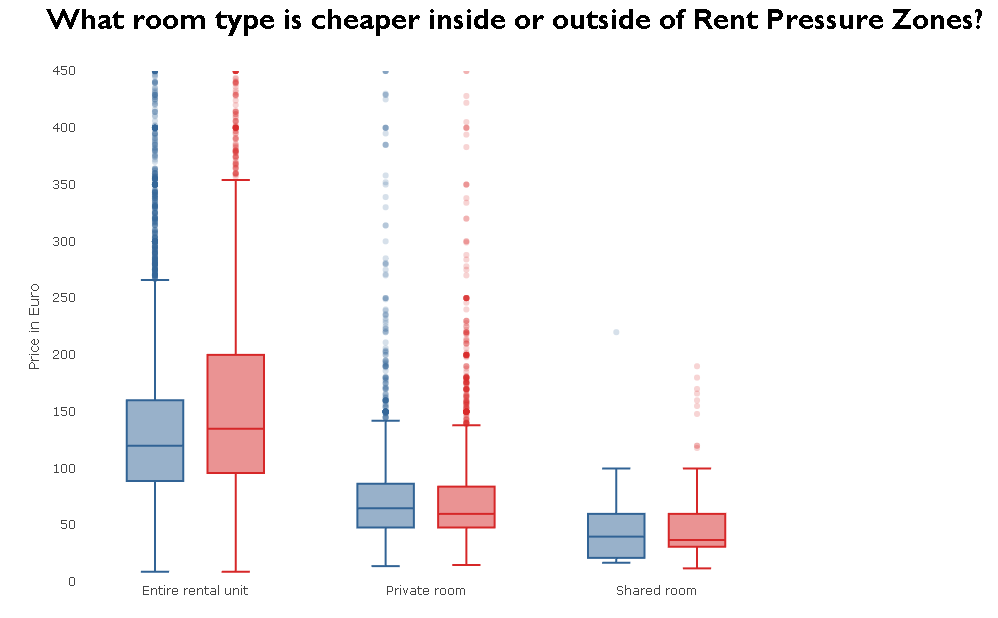 What room type is cheaper inside or outside of Rent Pressure Zones?
450
400
350
300
250
200
150
100
50
0
Price in Euro
Entire rental unit
Private room
Shared room